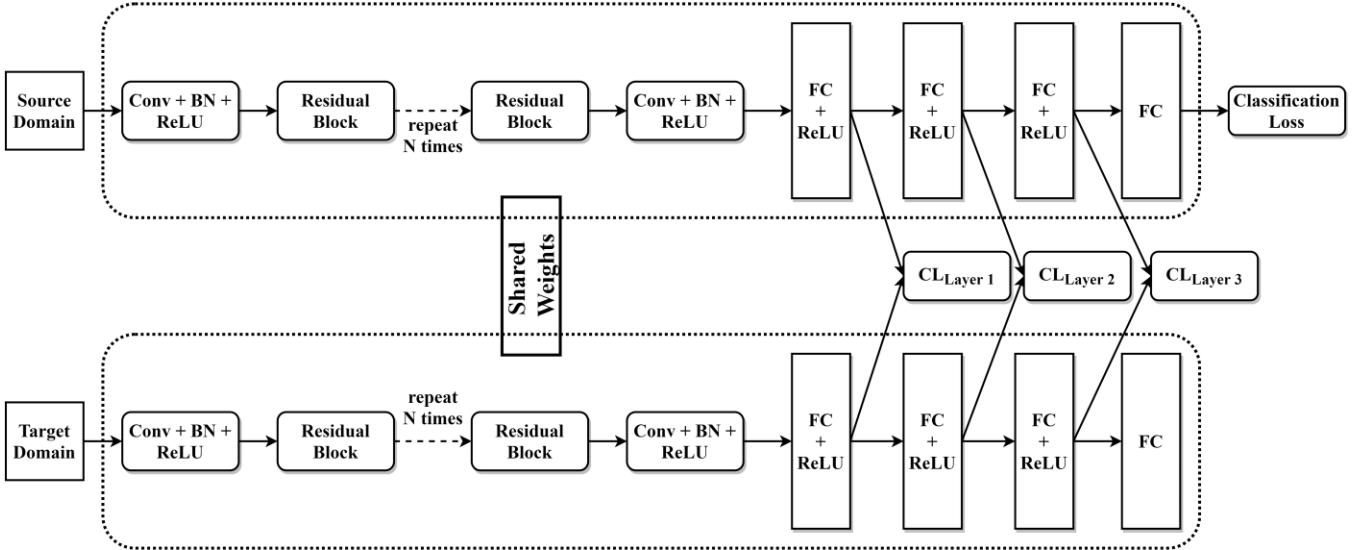 Source
Domain
Conv + BN +
ReLU
Residual
Block
repeat
N times
Residual
Block
Conv + BN +
ReLU
FC
+
ReLU
FC
+
ReLU
FC
+
ReLU
FC
Classification
Loss
Shared
Weights
CLLayer 1
CLLayer 2
CLLayer 3
Target
Domain
Conv + BN +
ReLU
Residual
Block
repeat
N times
Residual
Block
Conv + BN +
ReLU
FC
+
ReLU
FC
+
ReLU
FC
+
ReLU
FC